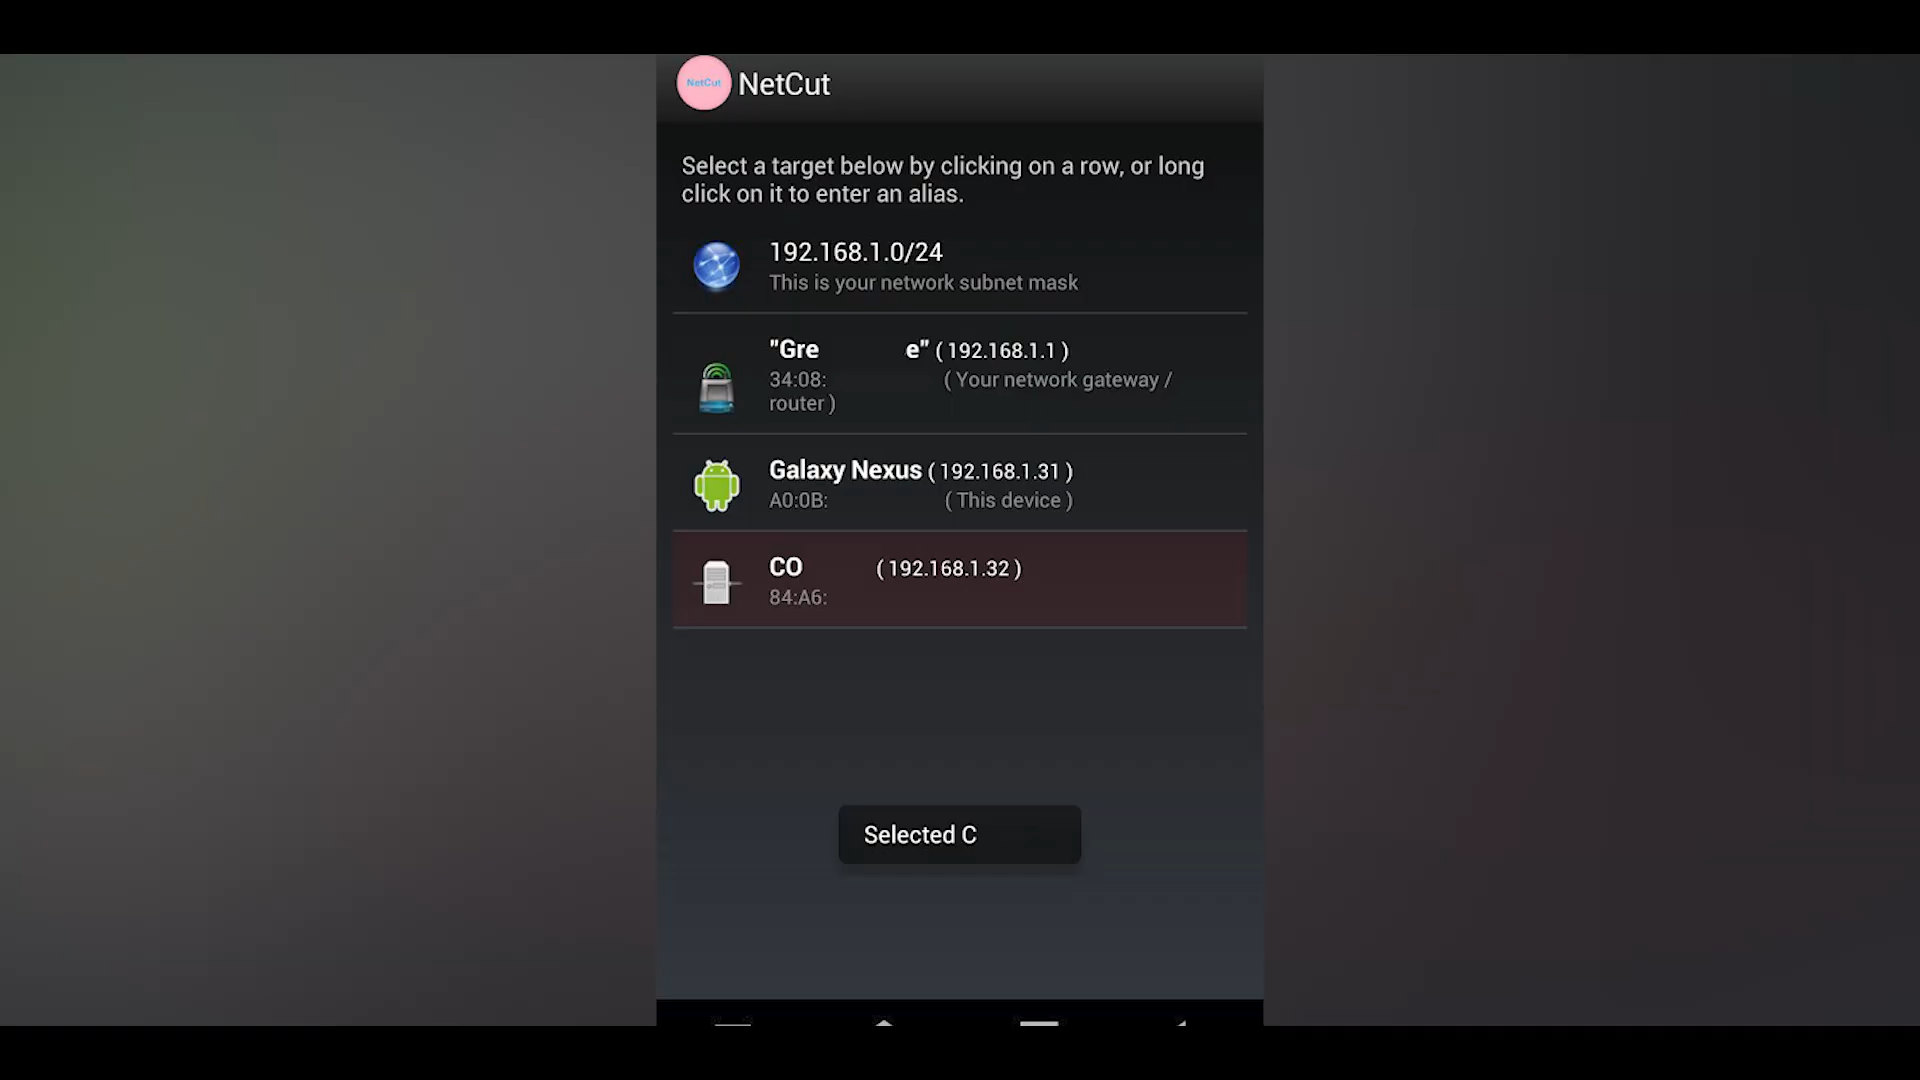 NetCut NetCut
Select a target below by clicking on a row, or long
click on it to enter an alias.
192.168.1.0/24
This is your network subnet mask
"Gre e" ( 192.168.1.1 )
34:08: ( Your network gateway /
router )
Galaxy Nexus ( 192.168.1.31 )
A0:0B: ( This device )
CO ( 192.168.1.32 )
84:A6:
Selected C